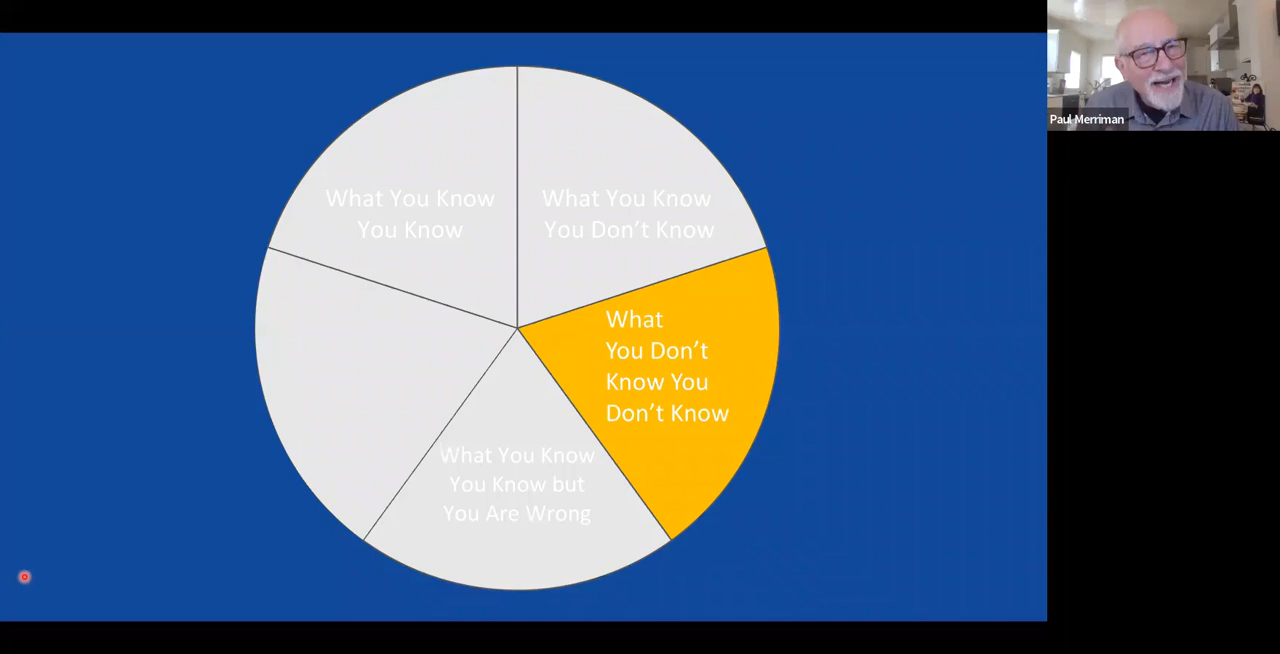 What You Know
You Know
What You Know
You Don't Know
What
You Don't
Know You
Don't Know
What You Know
You Know but
You Are Wrong
Paul Merriman